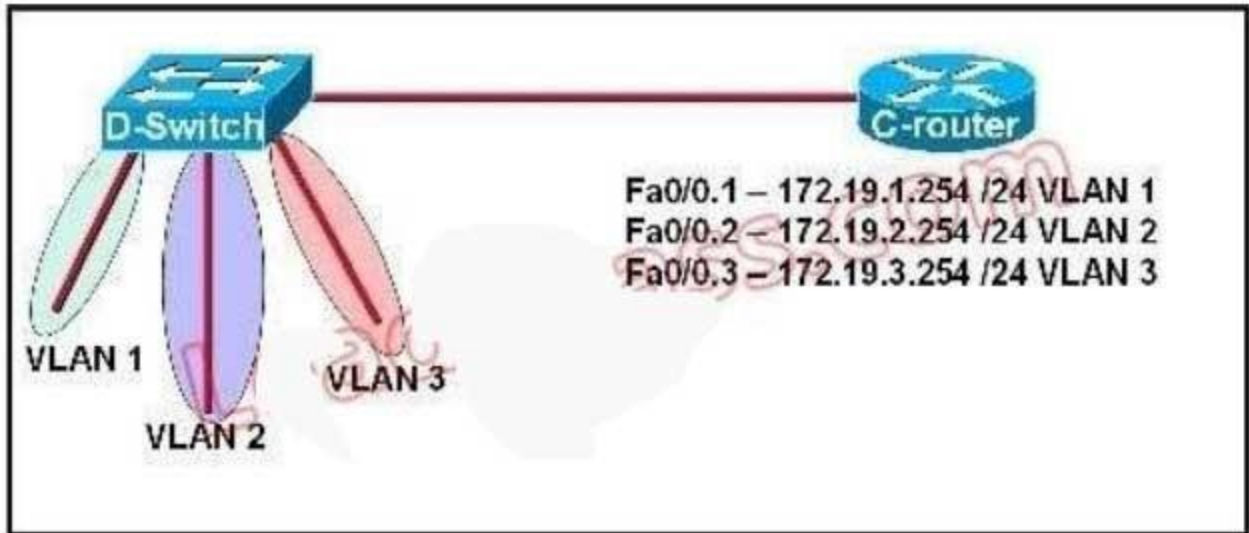 D-Switch
C-router
Fa0/0.1 – 172.19.1.254 /24 VLAN 1
Fa0/0.2 – 172.19.2.254 /24 VLAN 2
Fa0/0.3 – 172.19.3.254 /24 VLAN 3
VLAN 1
VLAN 3
VLAN 2